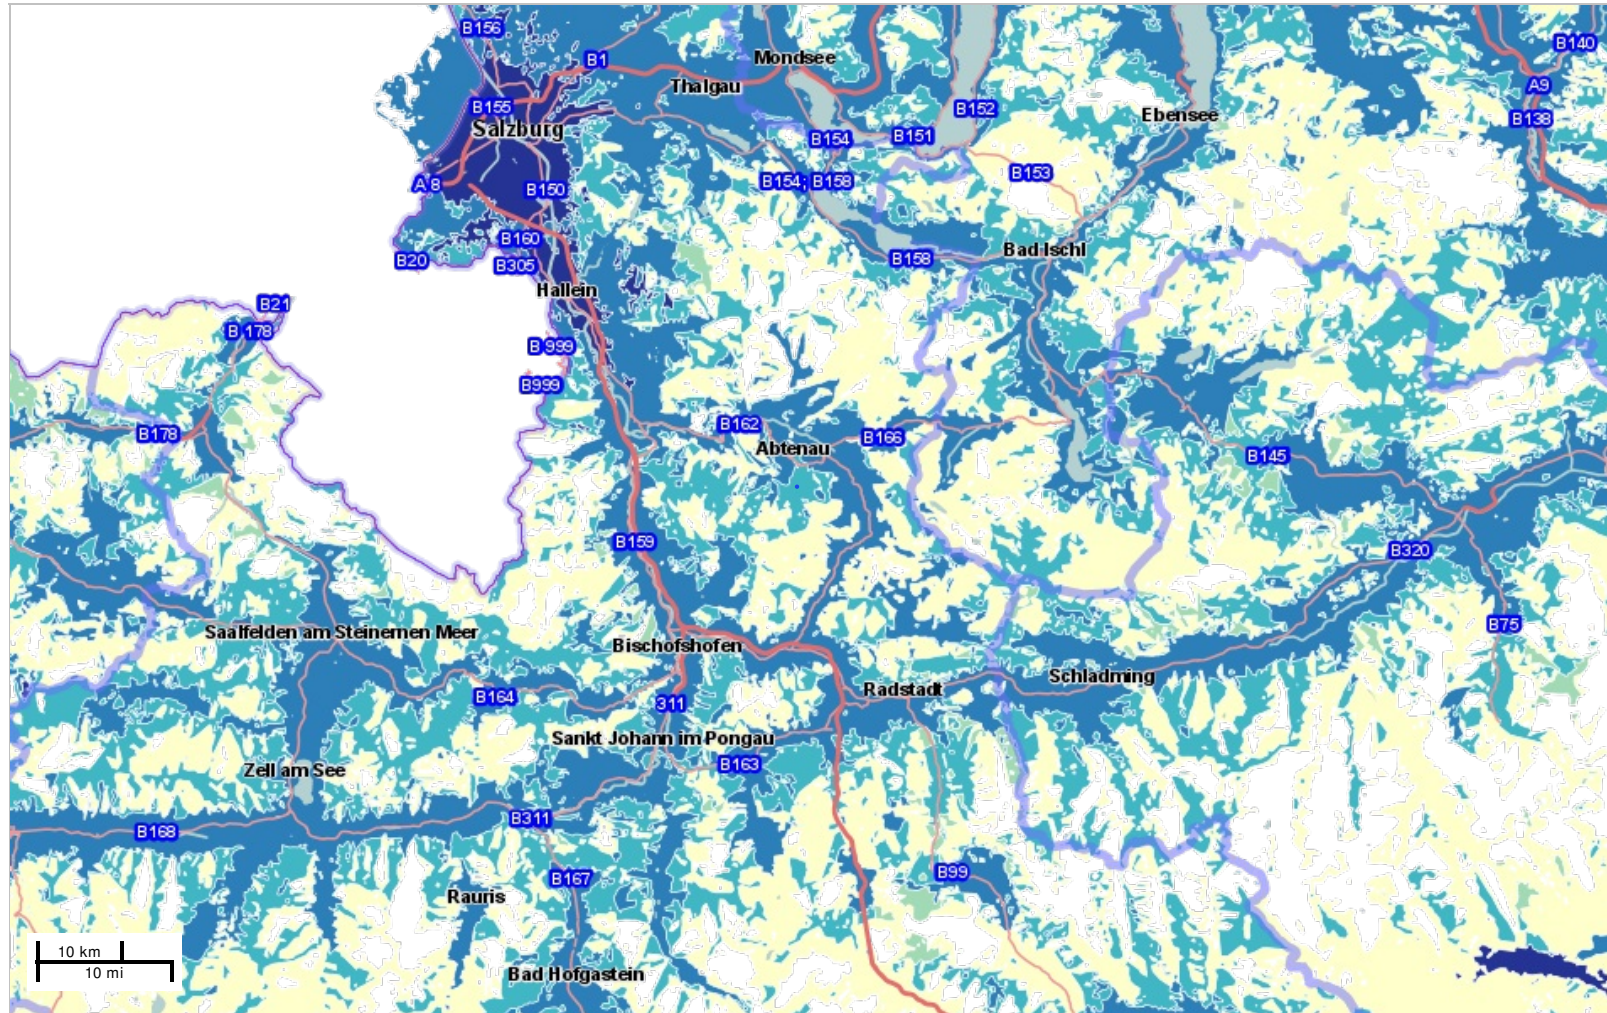 B156
B140
B1
Mondsee
Thalgau
A9
B155
B152
Ebensee
B138
Salzburg
B154
B151
B153
A 8
B150
B154; B158
B160
Bad Ischl
B20
B305
B158
Hallein
B21
B 178
B 999
B999
B162
B178
B166
Abtenau
B145
B159
B320
B75
Saalfelden am Steinernen Meer
Bischofshofen
Schladming
Radstadt
B164
311
Sankt Johann im Pongau
B163
Zell am See
B311
B168
B99
B167
Rauris
10 km
10 mi
Bad Hofgastein